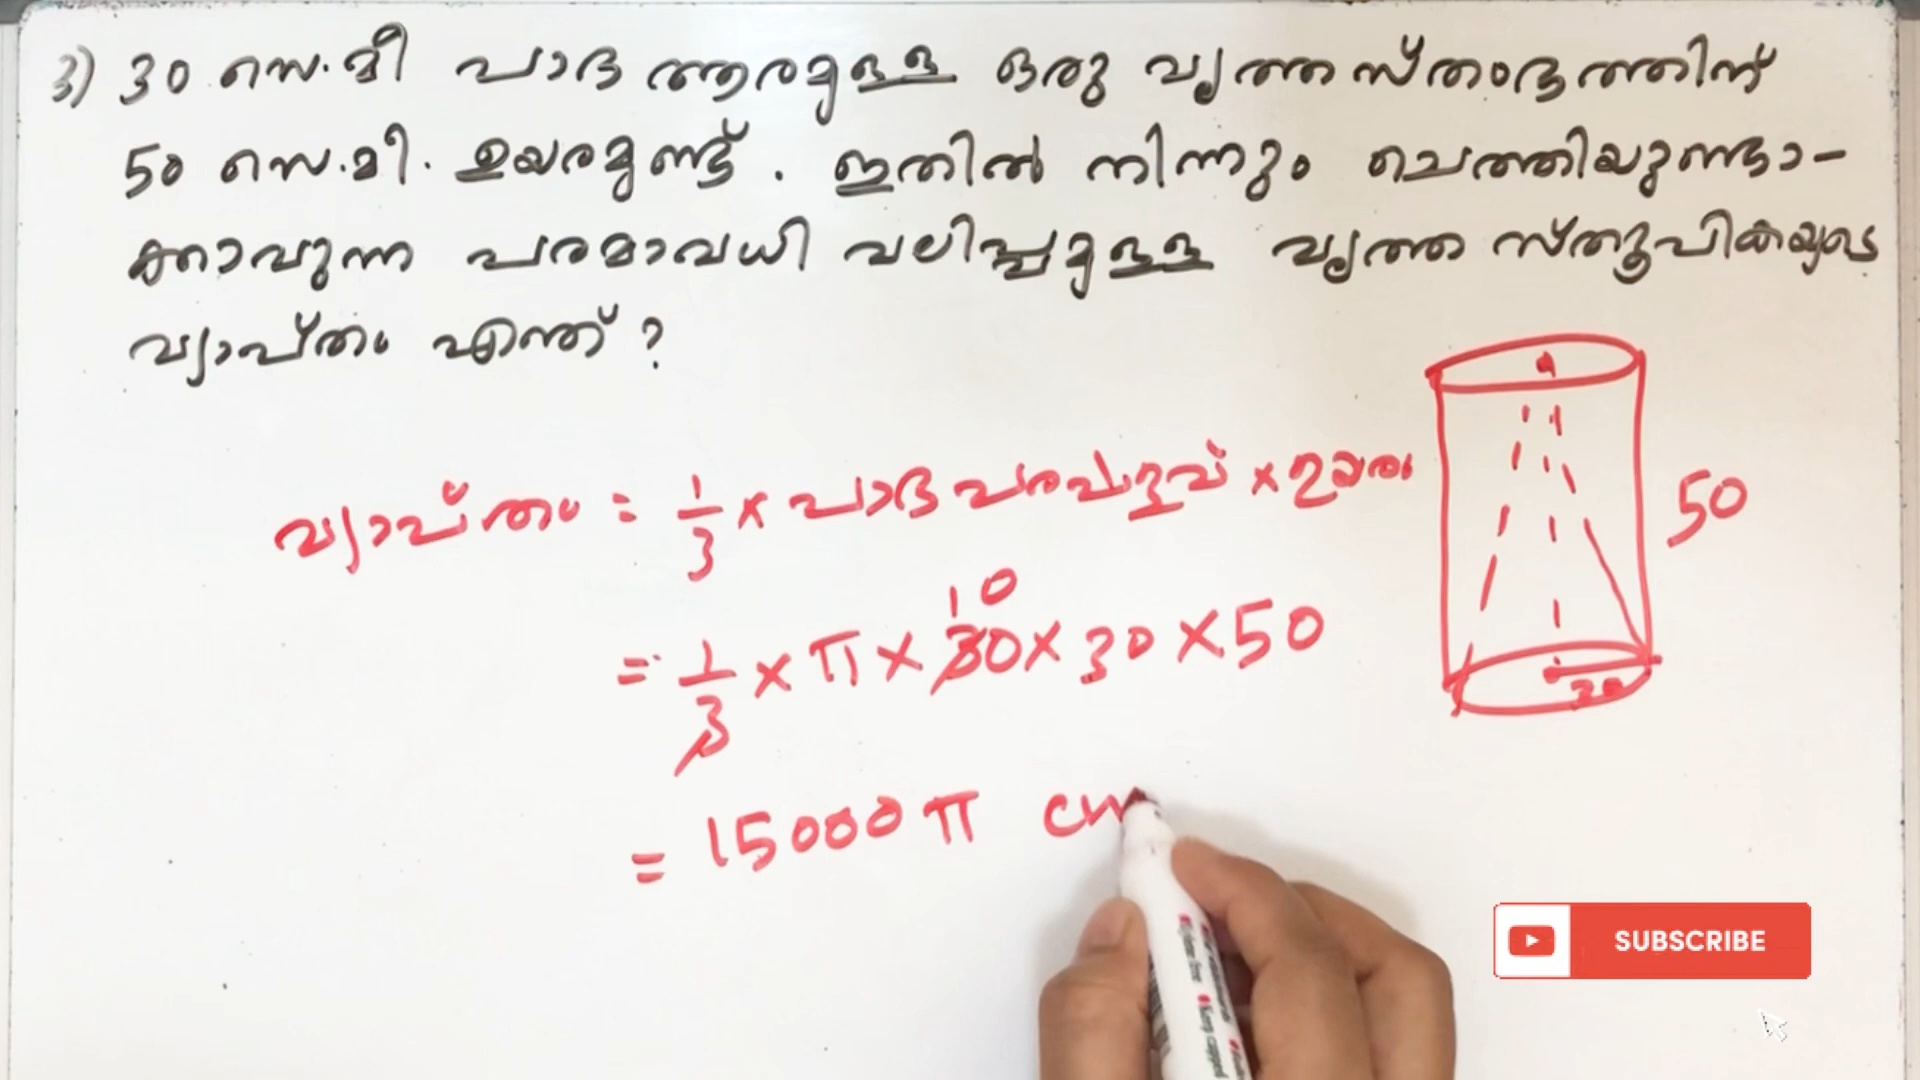 3) 30 സെ.മീ പാദ ആരമുള്ള ഒരു വൃത്തസ്തംഭത്തിന്
50 സെ.മീ. ഉയരമുണ്ട്. ഇതിൽ നിന്നും ചെത്തിയുണ്ടാ-
ക്കാവുന്ന പരമാവധി വലിപ്പമുള്ള വൃത്ത സ്തൂപികയുടെ
വ്യാപ്തം എന്ത് ?
വ്യാപ്തം = 1/3 × പാദ പരപ്പളവ് × ഉയരം
50
= 1/3 × π × 30 × 30 × 50
10
30
= 15000 π cm
SUBSCRIBE